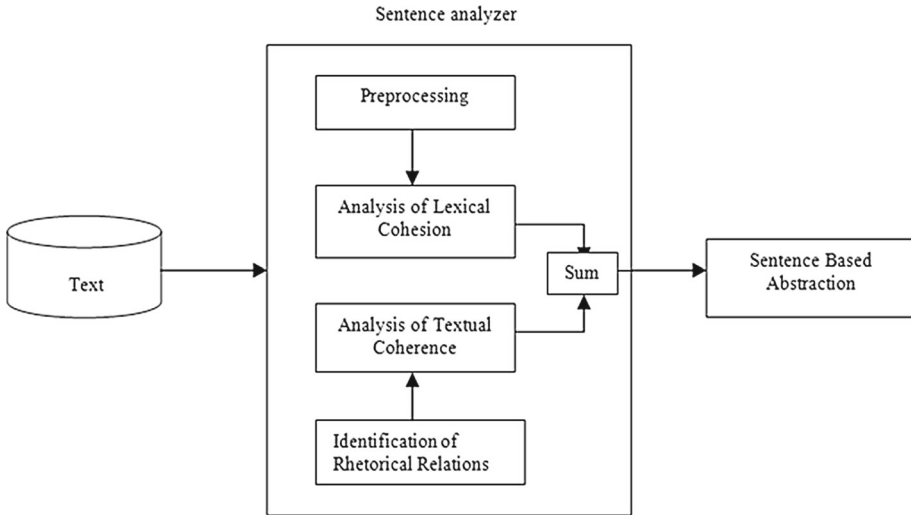 Sentence analyzer
Preprocessing
Analysis of Lexical
Cohesion
Text
Sum
Sentence Based
Abstraction
Analysis of Textual
Coherence
Identification of
Rhetorical Relations